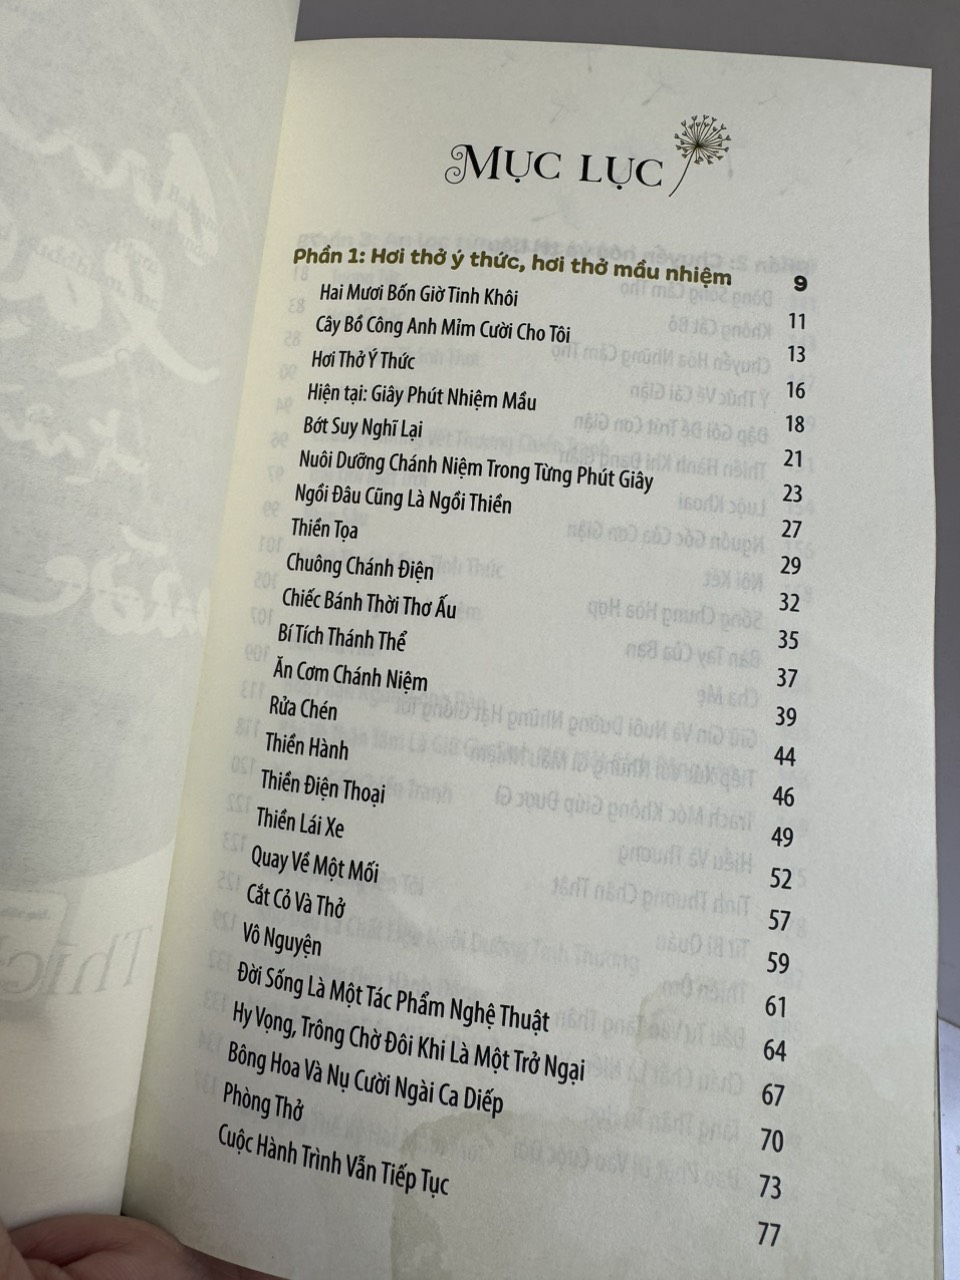 MỤC LỤC
Phần 1: Hơi thở ý thức, hơi thở mầu nhiệm 9
Hai Mươi Bốn Giờ Tinh Khôi 11
Cây Bồ Công Anh Mỉm Cười Cho Tôi 13
Hơi Thở Ý Thức 16
Hiện tại: Giây Phút Nhiệm Mầu 18
Bớt Suy Nghĩ Lại 21
Nuôi Dưỡng Chánh Niệm Trong Từng Phút Giây 23
Ngồi Đâu Cũng Là Ngồi Thiền 27
Thiền Tọa 29
Chuông Chánh Điện 32
Chiếc Bánh Thời Thơ Ấu 35
Bí Tích Thánh Thể 37
Ăn Cơm Chánh Niệm 39
Rửa Chén 44
Thiền Hành 46
Thiền Điện Thoại 49
Thiền Lái Xe 52
Quay Về Một Mối 57
Cắt Cỏ Và Thở 59
Vô Nguyện 61
Đời Sống Là Một Tác Phẩm Nghệ Thuật 64
Hy Vọng, Trông Chờ Đôi Khi Là Một Trở Ngại 67
Bông Hoa Và Nụ Cười Ngài Ca Diếp 70
Phòng Thở 73
Cuộc Hành Trình Vẫn Tiếp Tục 77